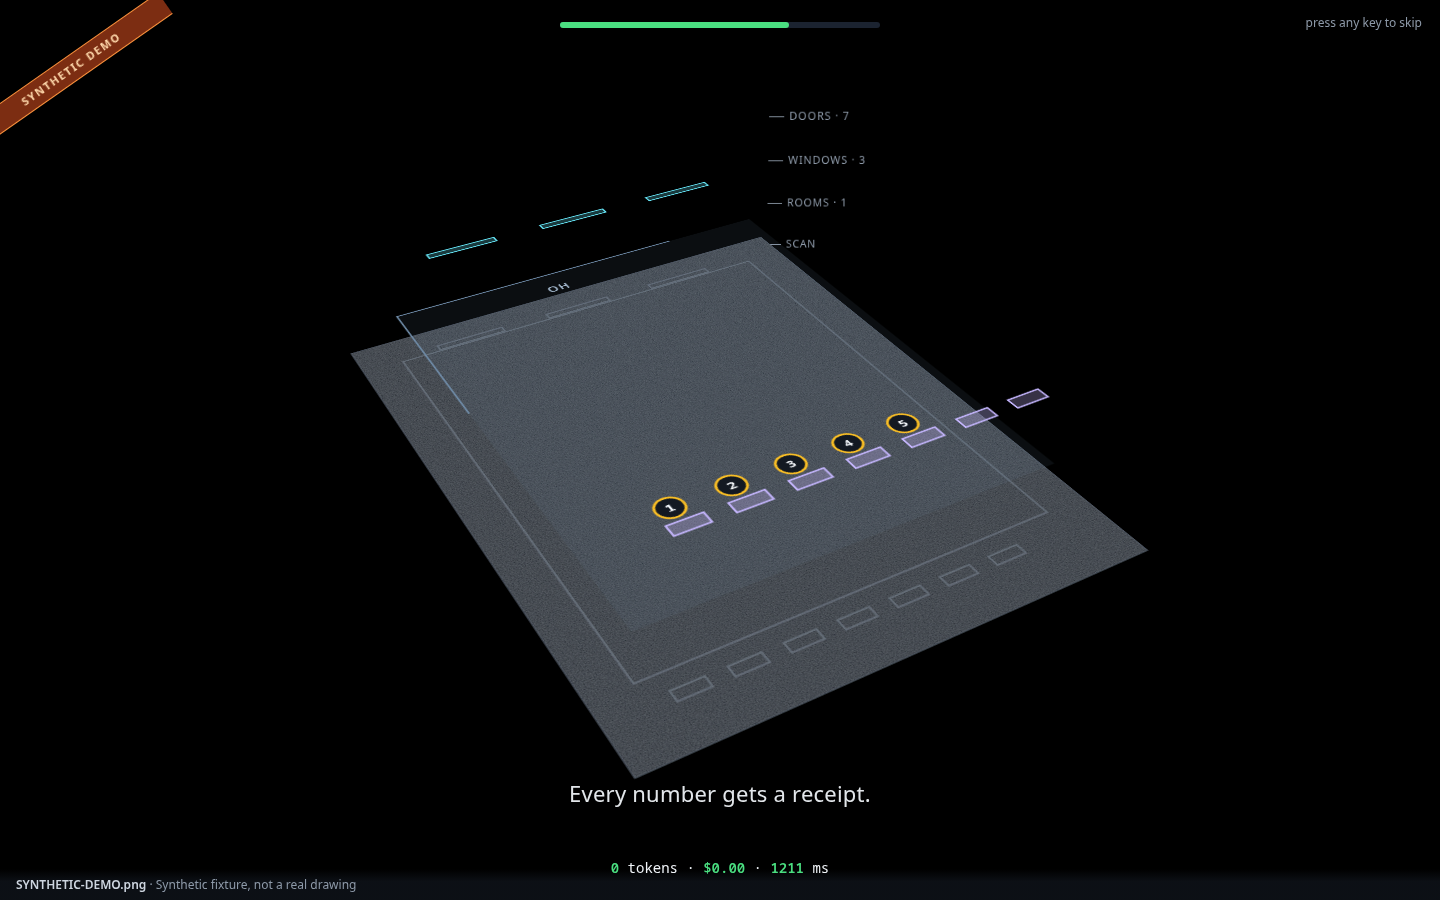 SYNTHETIC DEMO
press any key to skip
DOORS · 7
WINDOWS · 3
ROOMS · 1
SCAN
OH
1
2
3
4
5
Every number gets a receipt.
0 tokens · $0.00 · 1211 ms
SYNTHETIC-DEMO.png · Synthetic fixture, not a real drawing